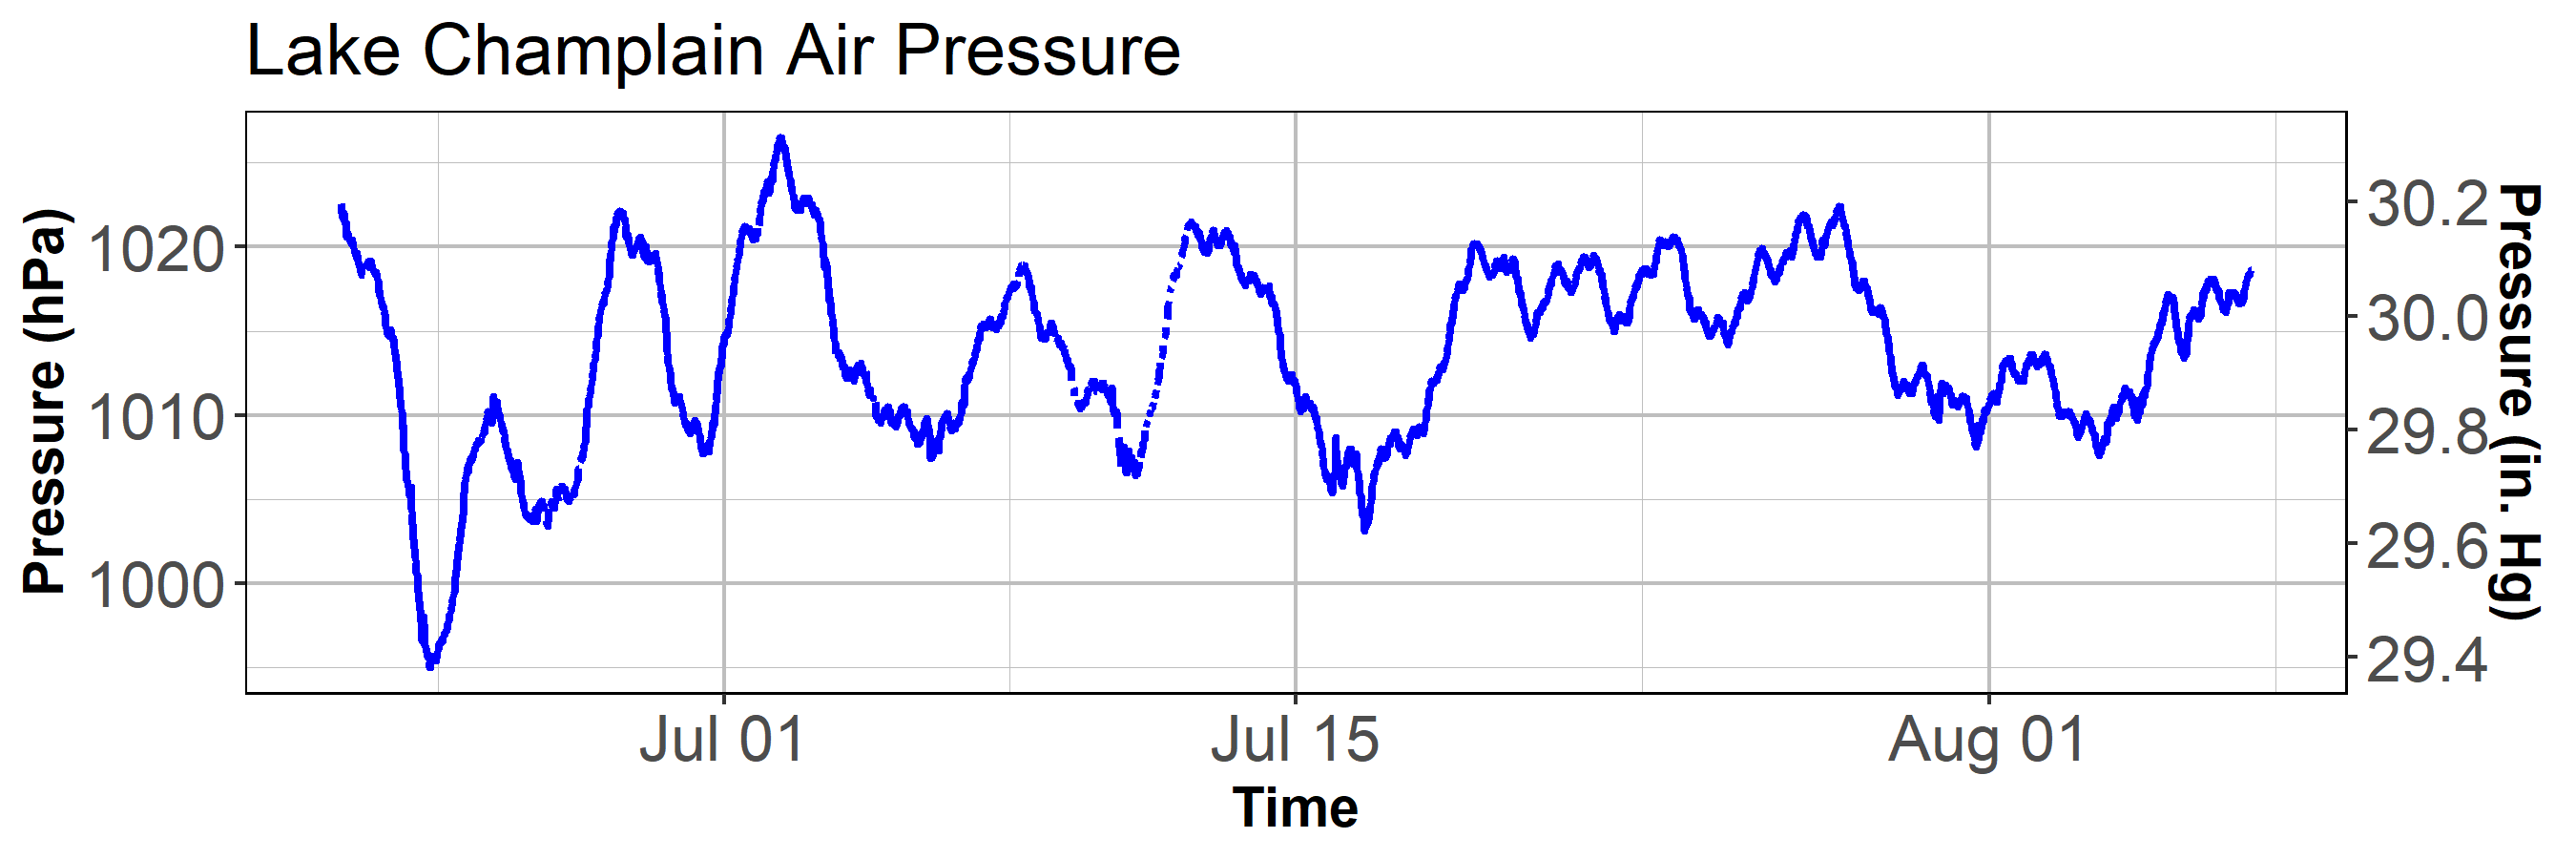 Lake Champlain Air Pressure
Pressure (hPa)
1020
1010
1000
30.2
30.0
29.8
29.6
29.4
Pressure (in. Hg)
Jul 01
Jul 15
Aug 01
Time